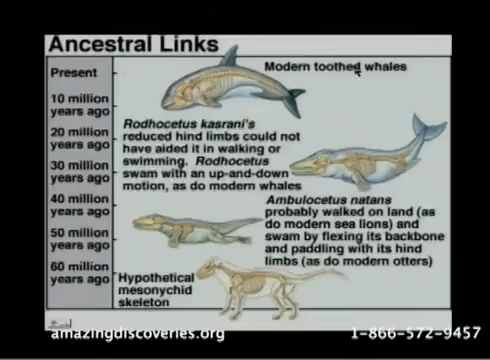 Ancestral Links
Present
Modern toothed whales
10 million
years ago
20 million
years ago
30 million
years ago
40 million
years ago
50 million
years ago
60 million
years ago
Rodhocetus kasrani's
reduced hind limbs could not
have aided it in walking or
swimming. Rodhocetus
swam with an up-and-down
motion, as do modern whales
Ambulocetus natans
probably walked on land (as
do modern sea lions) and
swam by flexing its backbone
and paddling with its hind
limbs (as do modern otters)
Hypothetical
mesonychid
skeleton
amazingdiscoveries.org
1-866-572-9457